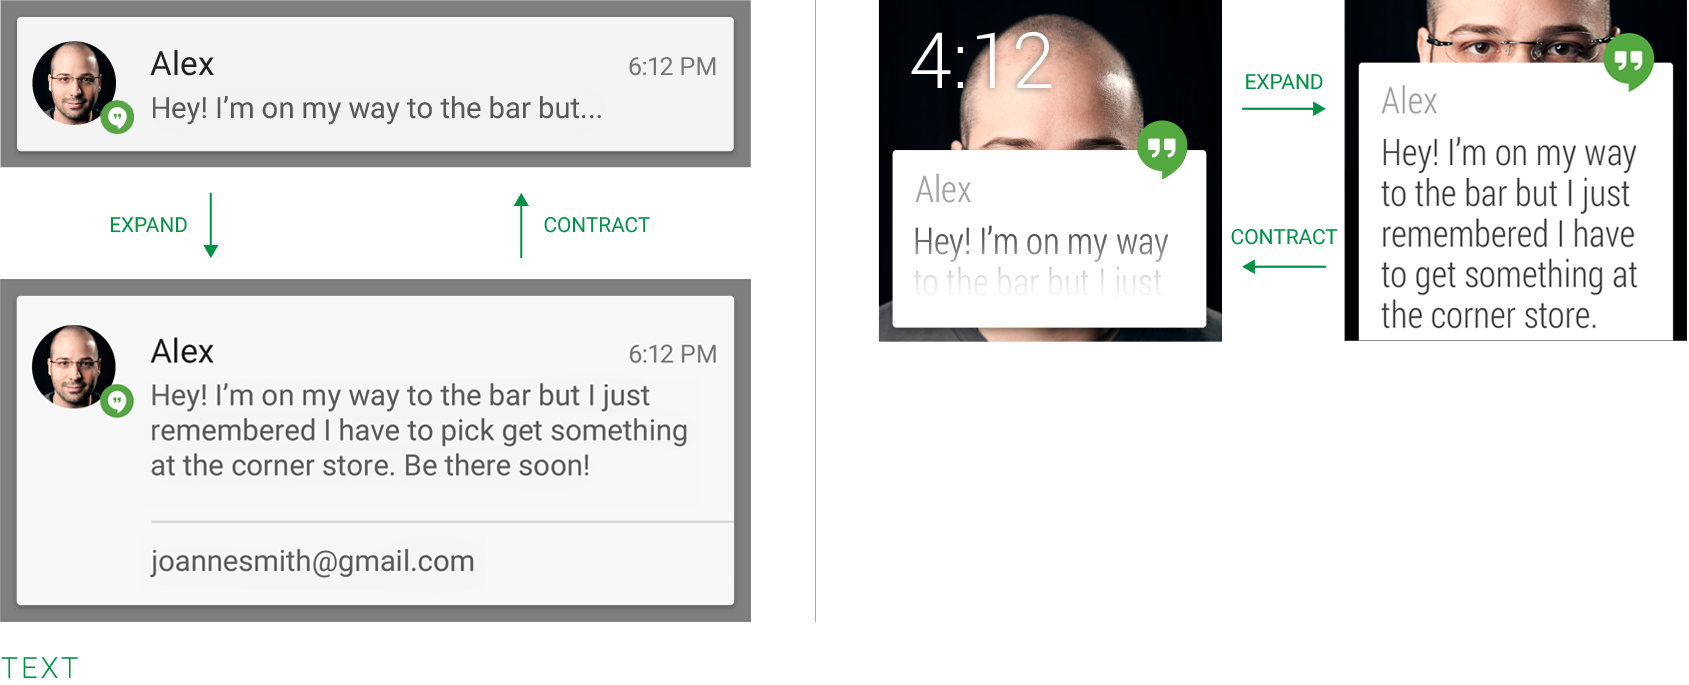 Alex
6:12 PM
Hey! I'm on my way to the bar but...
EXPAND
CONTRACT
Alex
6:12 PM
Hey! I'm on my way to the bar but I just
remembered I have to pick get something
at the corner store. Be there soon!
joannesmith@gmail.com
TEXT
4:12
Alex
Hey! I'm on my way
to the bar but I just
EXPAND
CONTRACT
Alex
Hey! I'm on my way
to the bar but I just
remembered I have
to get something at
the corner store.